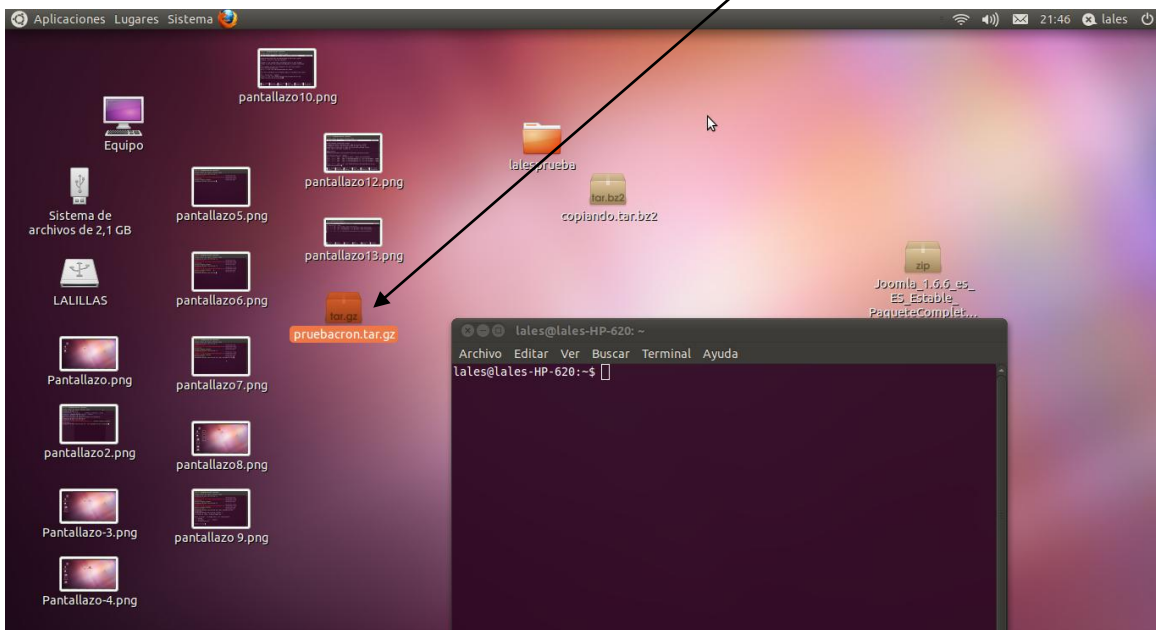 Aplicaciones Lugares Sistema
21:46 lales
pantallazo10.png
Equipo
pantallazo12.png
lalesprueba
tar.bz2
copiando.tar.bz2
Sistema de
archivos de 2,1 GB
pantallazo5.png
pantallazo13.png
zip
Joomla_1.6.6_es_
ES_Estable_
PaqueteComplet...
LALILLAS
pantallazo6.png
tar.gz
pruebacron.tar.gz
lales@lales-HP-620: ~
Archivo Editar Ver Buscar Terminal Ayuda
lales@lales-HP-620:~$
Pantallazo.png
pantallazo7.png
pantallazo2.png
pantallazo8.png
Pantallazo-3.png
pantallazo 9.png
Pantallazo-4.png